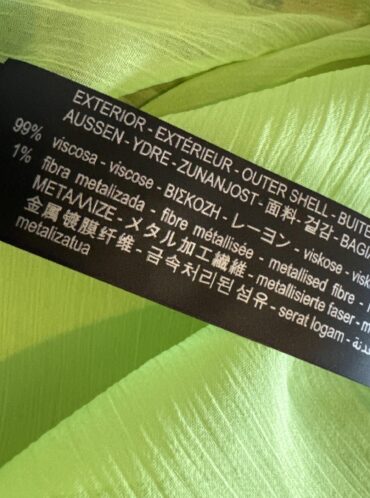 EXTERIOR - EXTÉRIEUR - OUTER SHELL - BUITE
AUSSEN - YDRE - ZUNANJOST - 面料 - 겉감 - BAGIA
99% viscosa - viscose - ΒΙΣΚΟΖΗ - レーヨン - viskose - visk
1% fibra metalizada - fibre métallisée - metallised fibre - f
ΜΕΤΑΛΛΙΖΕ - メタル加工繊維 - metallisierte faser - m
金属镀膜纤维 - 금속처리된 섬유 - serat logam -
metalizatua